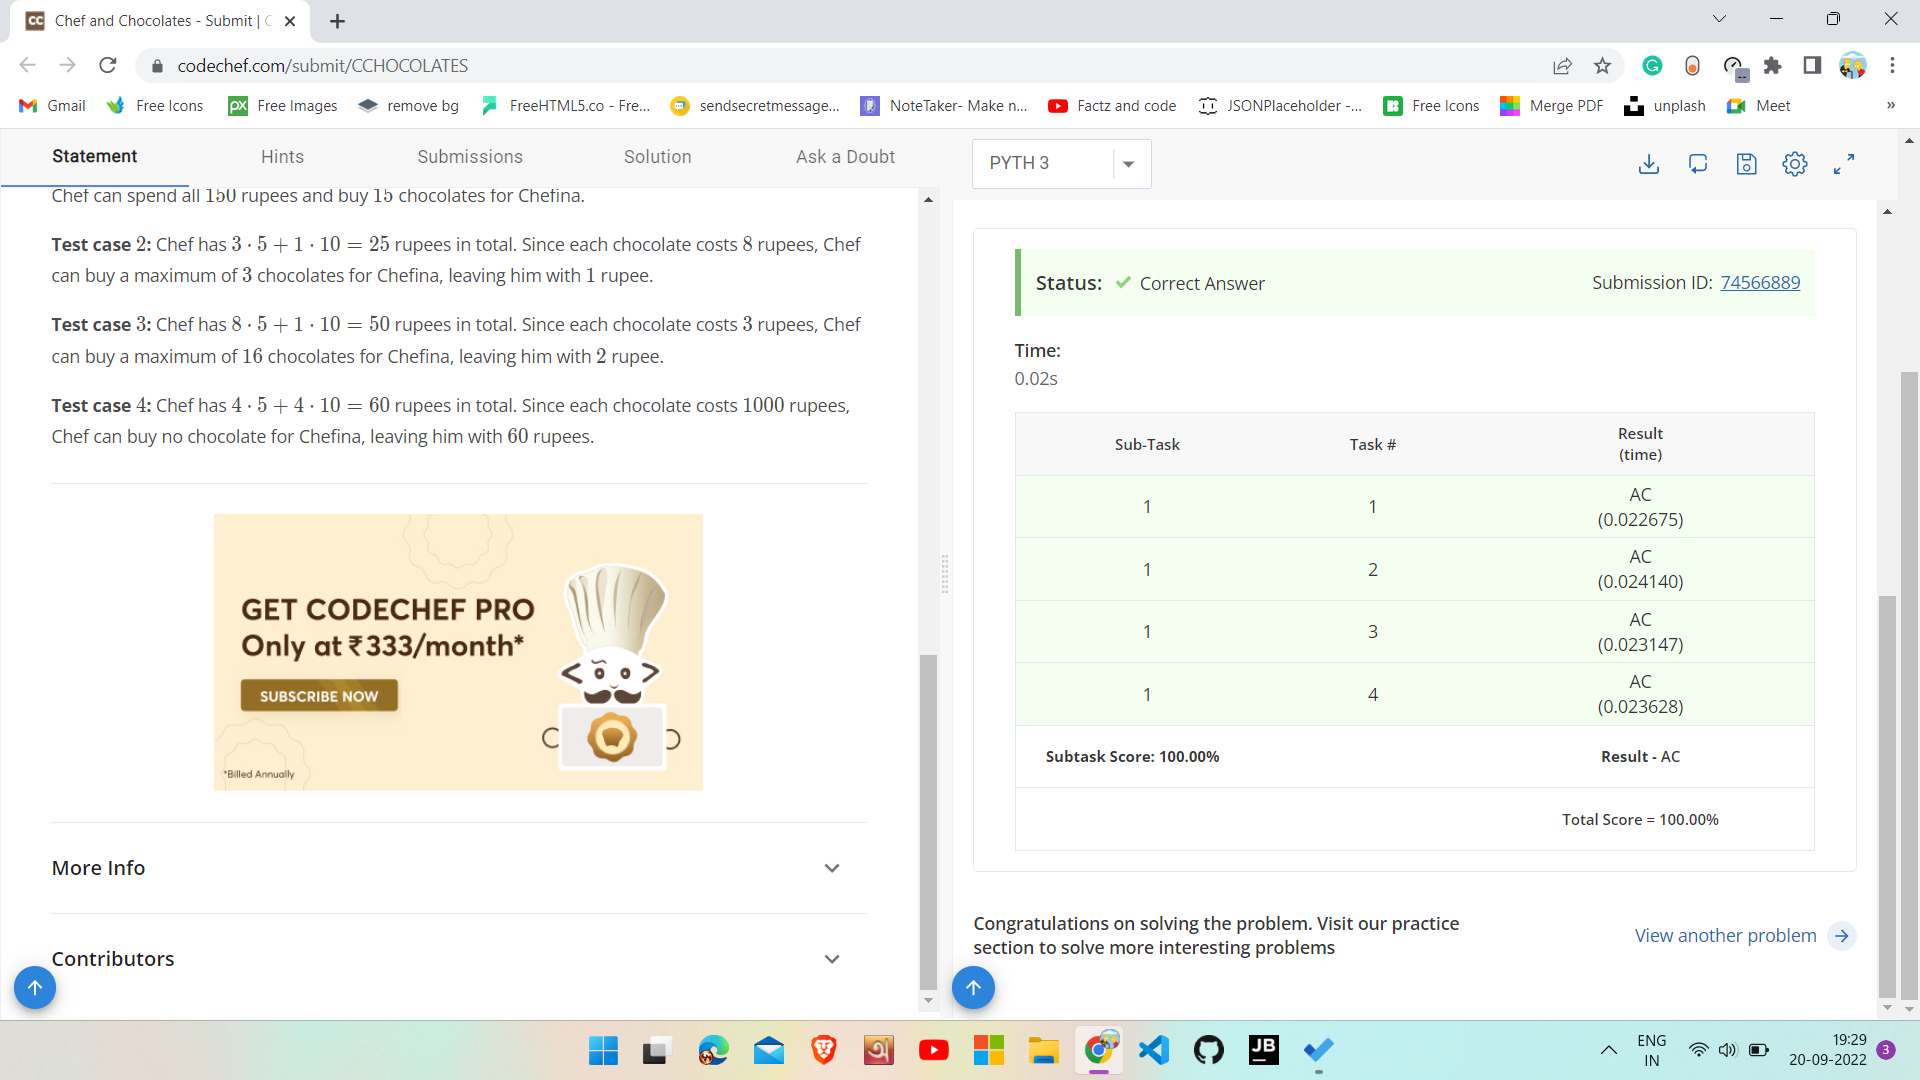 Chef and Chocolates - Submit | C
codechef.com/submit/CCHOCOLATES
Gmail
Free Icons
Free Images
remove bg
FreeHTML5.co - Fre...
sendsecretmessage...
NoteTaker- Make n...
Factz and code
JSONPlaceholder -...
Free Icons
Merge PDF
unplash
Meet
»
Statement
Hints
Submissions
Solution
Ask a Doubt
Chef can spend all 150 rupees and buy 15 chocolates for Chefina.
Test case 2: Chef has 3 · 5 + 1 · 10 = 25 rupees in total. Since each chocolate costs 8 rupees, Chef
can buy a maximum of 3 chocolates for Chefina, leaving him with 1 rupee.
Test case 3: Chef has 8 · 5 + 1 · 10 = 50 rupees in total. Since each chocolate costs 3 rupees, Chef
can buy a maximum of 16 chocolates for Chefina, leaving him with 2 rupee.
Test case 4: Chef has 4 · 5 + 4 · 10 = 60 rupees in total. Since each chocolate costs 1000 rupees,
Chef can buy no chocolate for Chefina, leaving him with 60 rupees.
GET CODECHEF PRO
Only at ₹333/month*
SUBSCRIBE NOW
*Billed Annually
More Info
Contributors
PYTH 3
Status: Correct Answer
Submission ID: 74566889
Time:
0.02s
Sub-Task
Task #
Result
(time)
1
1
AC
(0.022675)
1
2
AC
(0.024140)
1
3
AC
(0.023147)
1
4
AC
(0.023628)
Subtask Score: 100.00%
Result - AC
Total Score = 100.00%
Congratulations on solving the problem. Visit our practice
section to solve more interesting problems
View another problem
JB
ENG
IN
19:29
20-09-2022
3